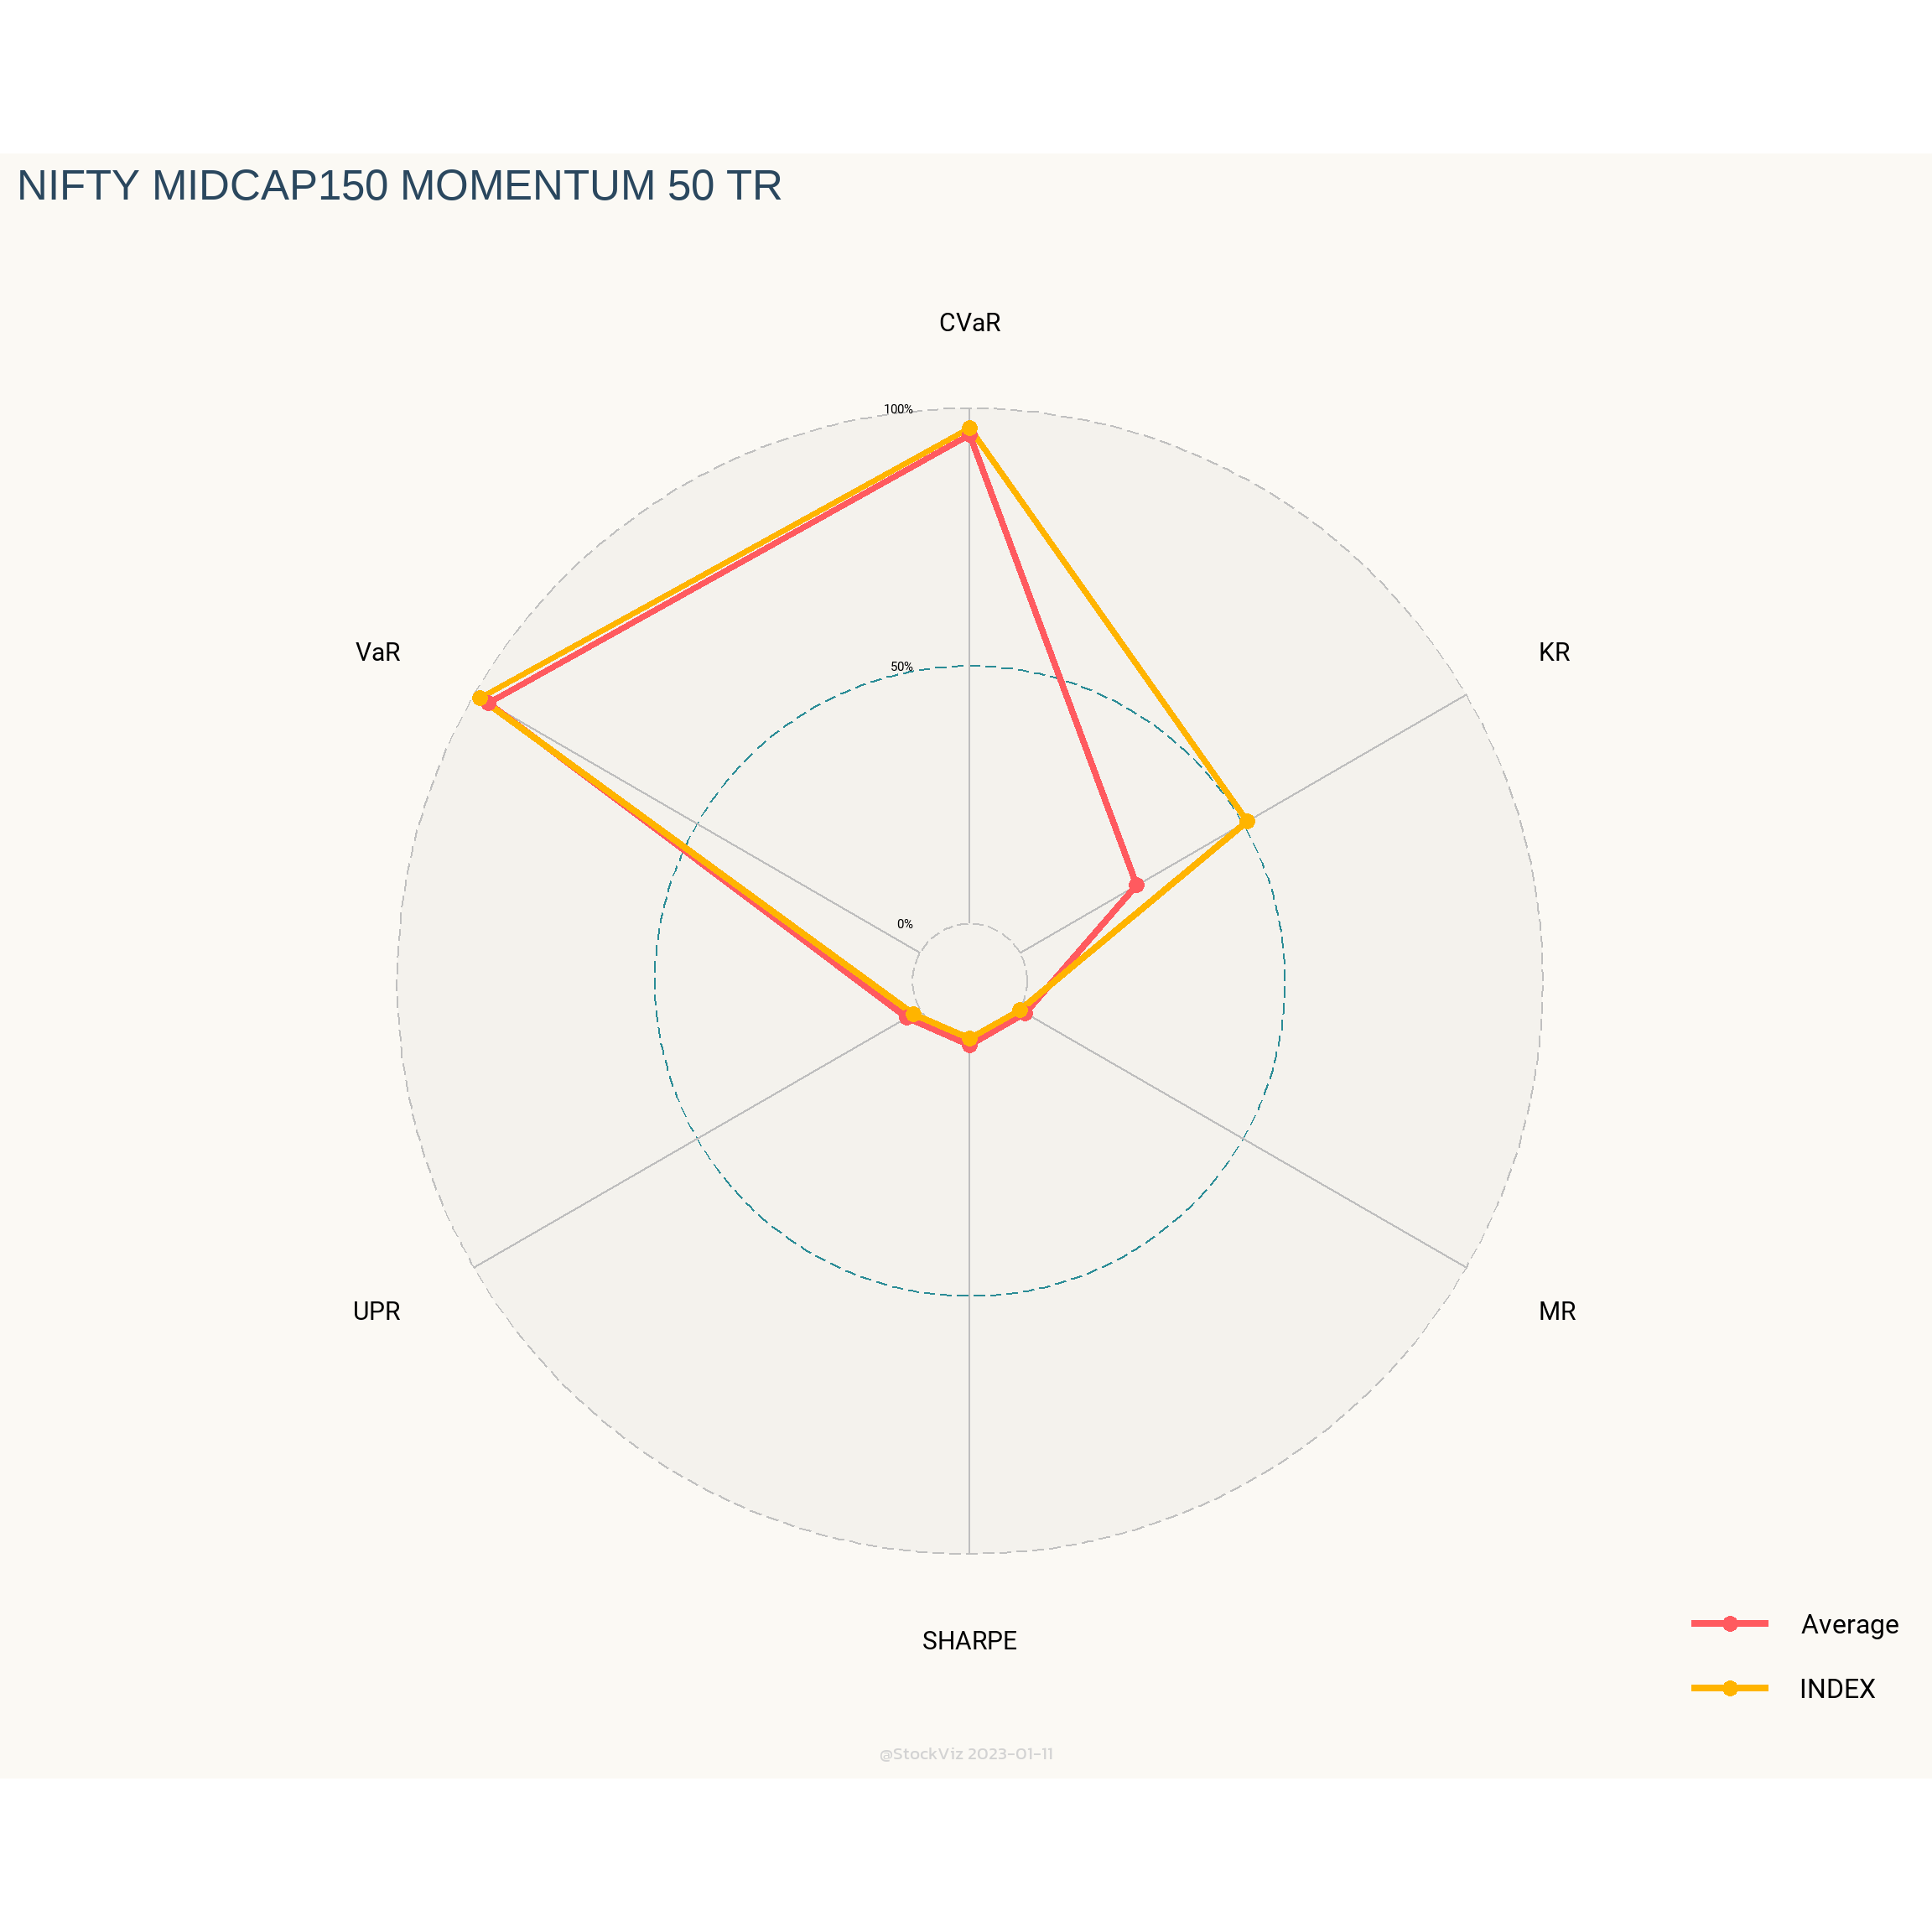 NIFTY MIDCAP150 MOMENTUM 50 TR
CVaR
100%
VaR
KR
50%
0%
UPR
MR
SHARPE
Average
INDEX
@StockViz 2023-01-11